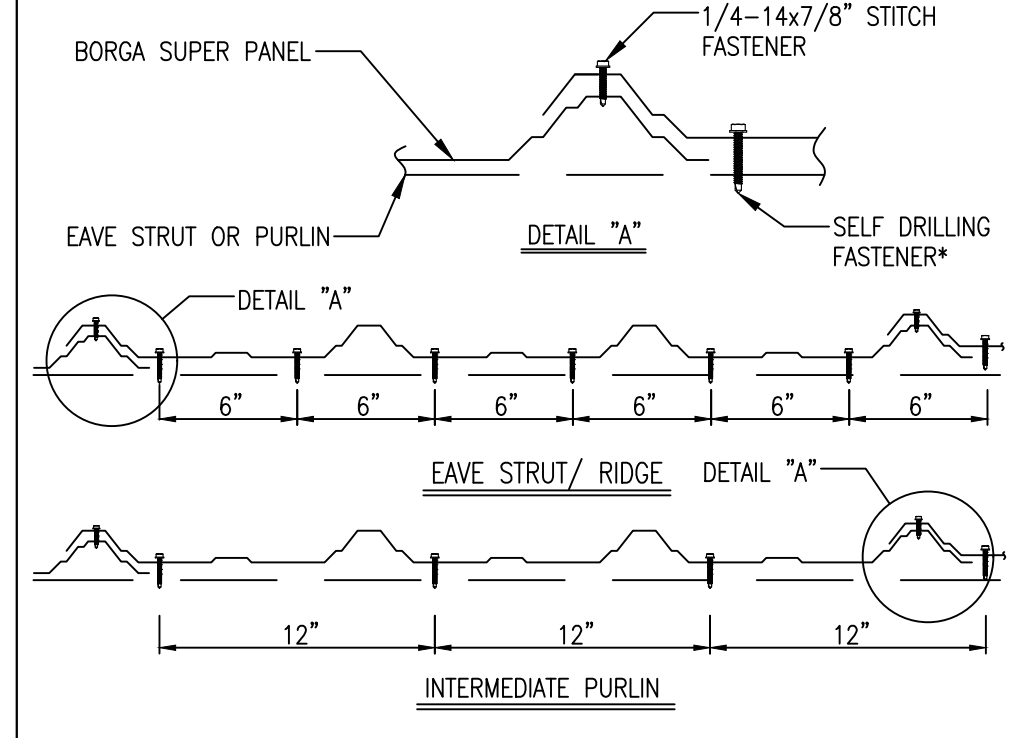 1/4-14x7/8" STITCH
FASTENER
BORGA SUPER PANEL
EAVE STRUT OR PURLIN
DETAIL "A"
SELF DRILLING
FASTENER*
DETAIL "A"
6" 6" 6" 6" 6" 6"
EAVE STRUT/ RIDGE
DETAIL "A"
12" 12" 12"
INTERMEDIATE PURLIN